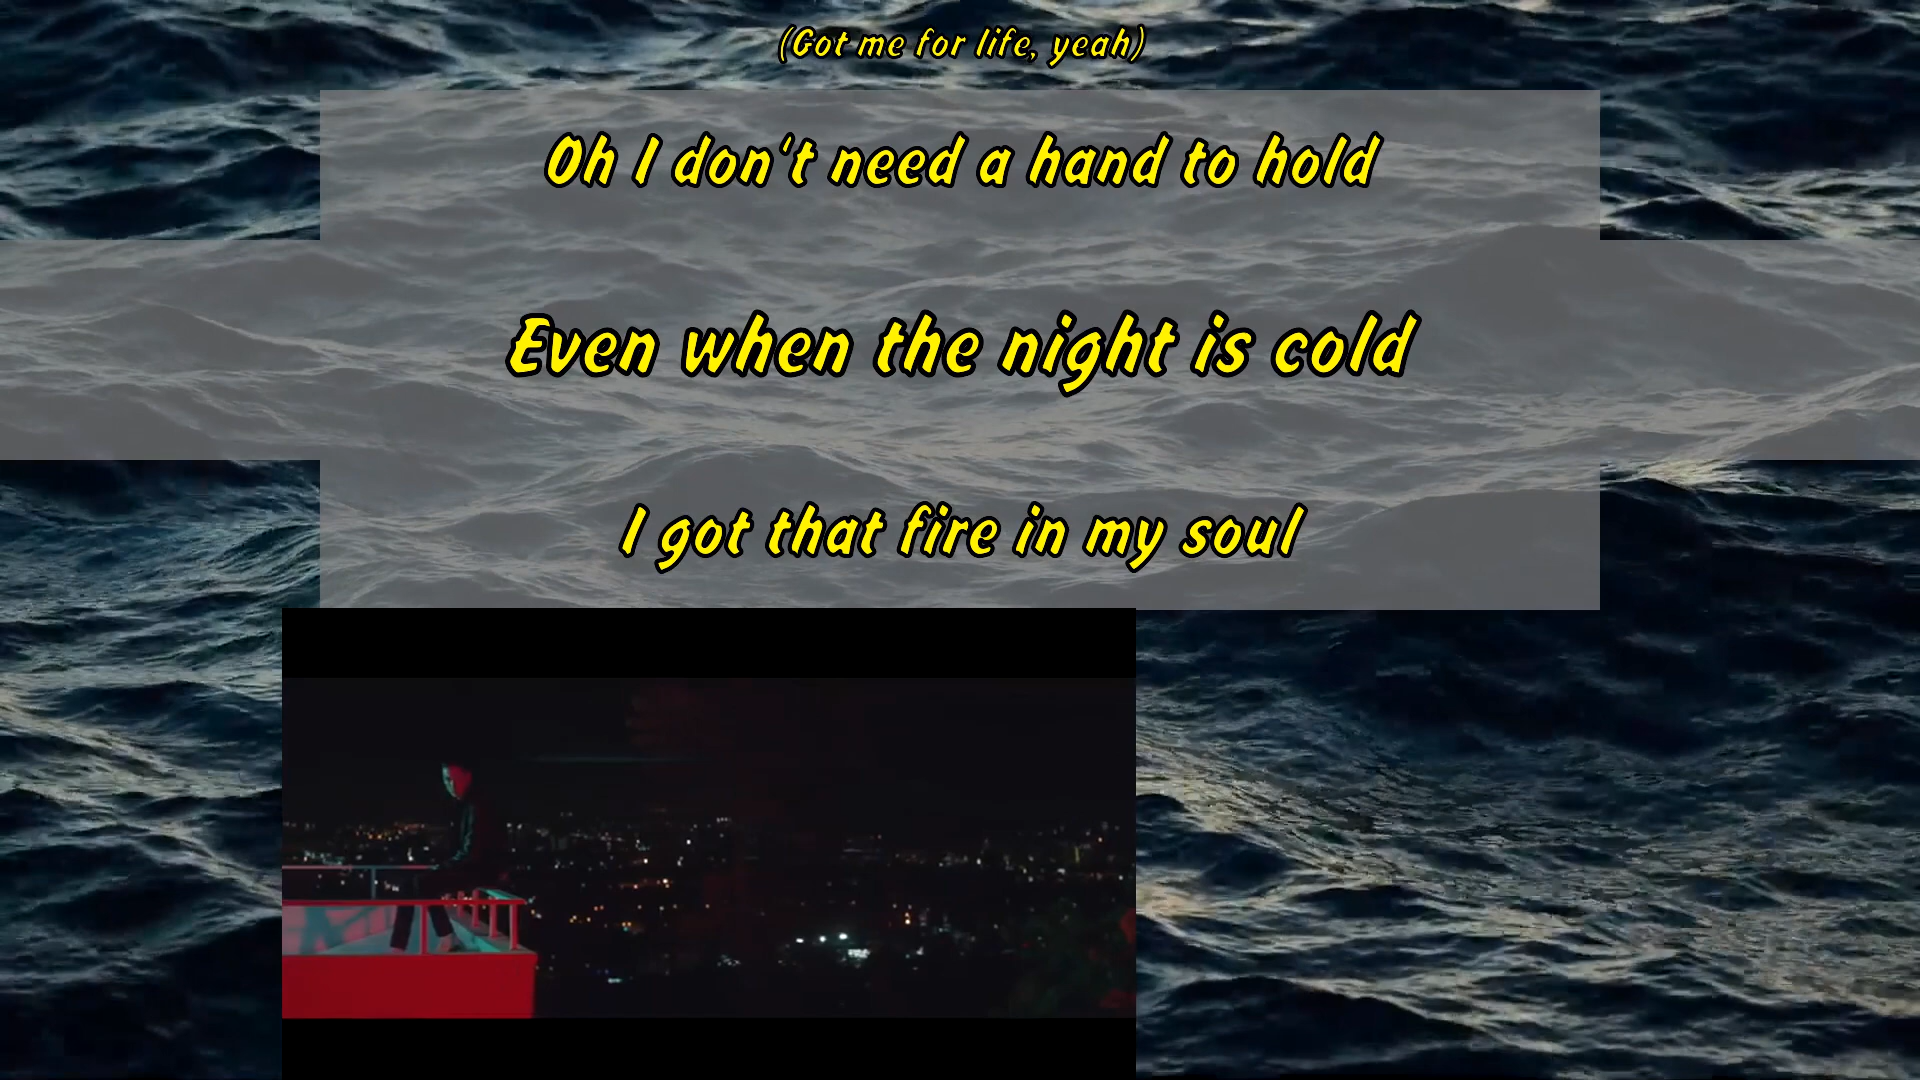 (Got me for life, yeah)
Oh I don't need a hand to hold
Even when the night is cold
I got that fire in my soul